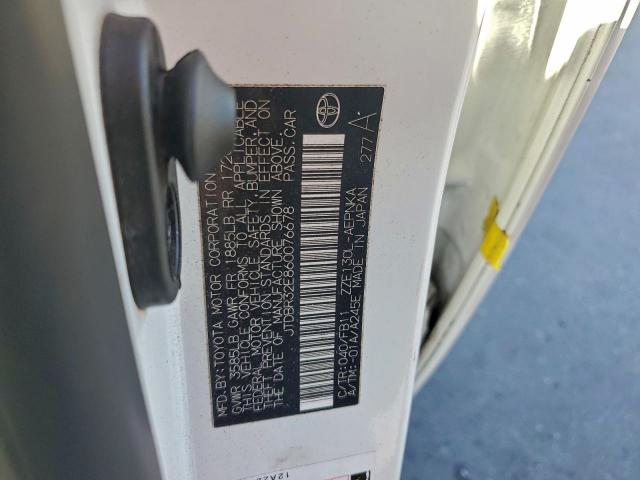 MFD. BY: TOYOTA MOTOR CORPORATION
GVWR 3585LB GAWR FR 1885LB RR 172
THIS VEHICLE CONFORMS TO ALL APPLICABLE
FEDERAL MOTOR VEHICLE SAFETY, BUMPER, AND
THEFT PREVENTION STANDARDS IN EFFECT ON
THE DATE OF MANUFACTURE SHOWN ABOVE.
JTDBR32E860076678 PASS. CAR
C/TR: 040/FB11 ZZE130L-AEPNKA
A/TM: -01A/A245E MADE IN JAPAN 277 A
12A22